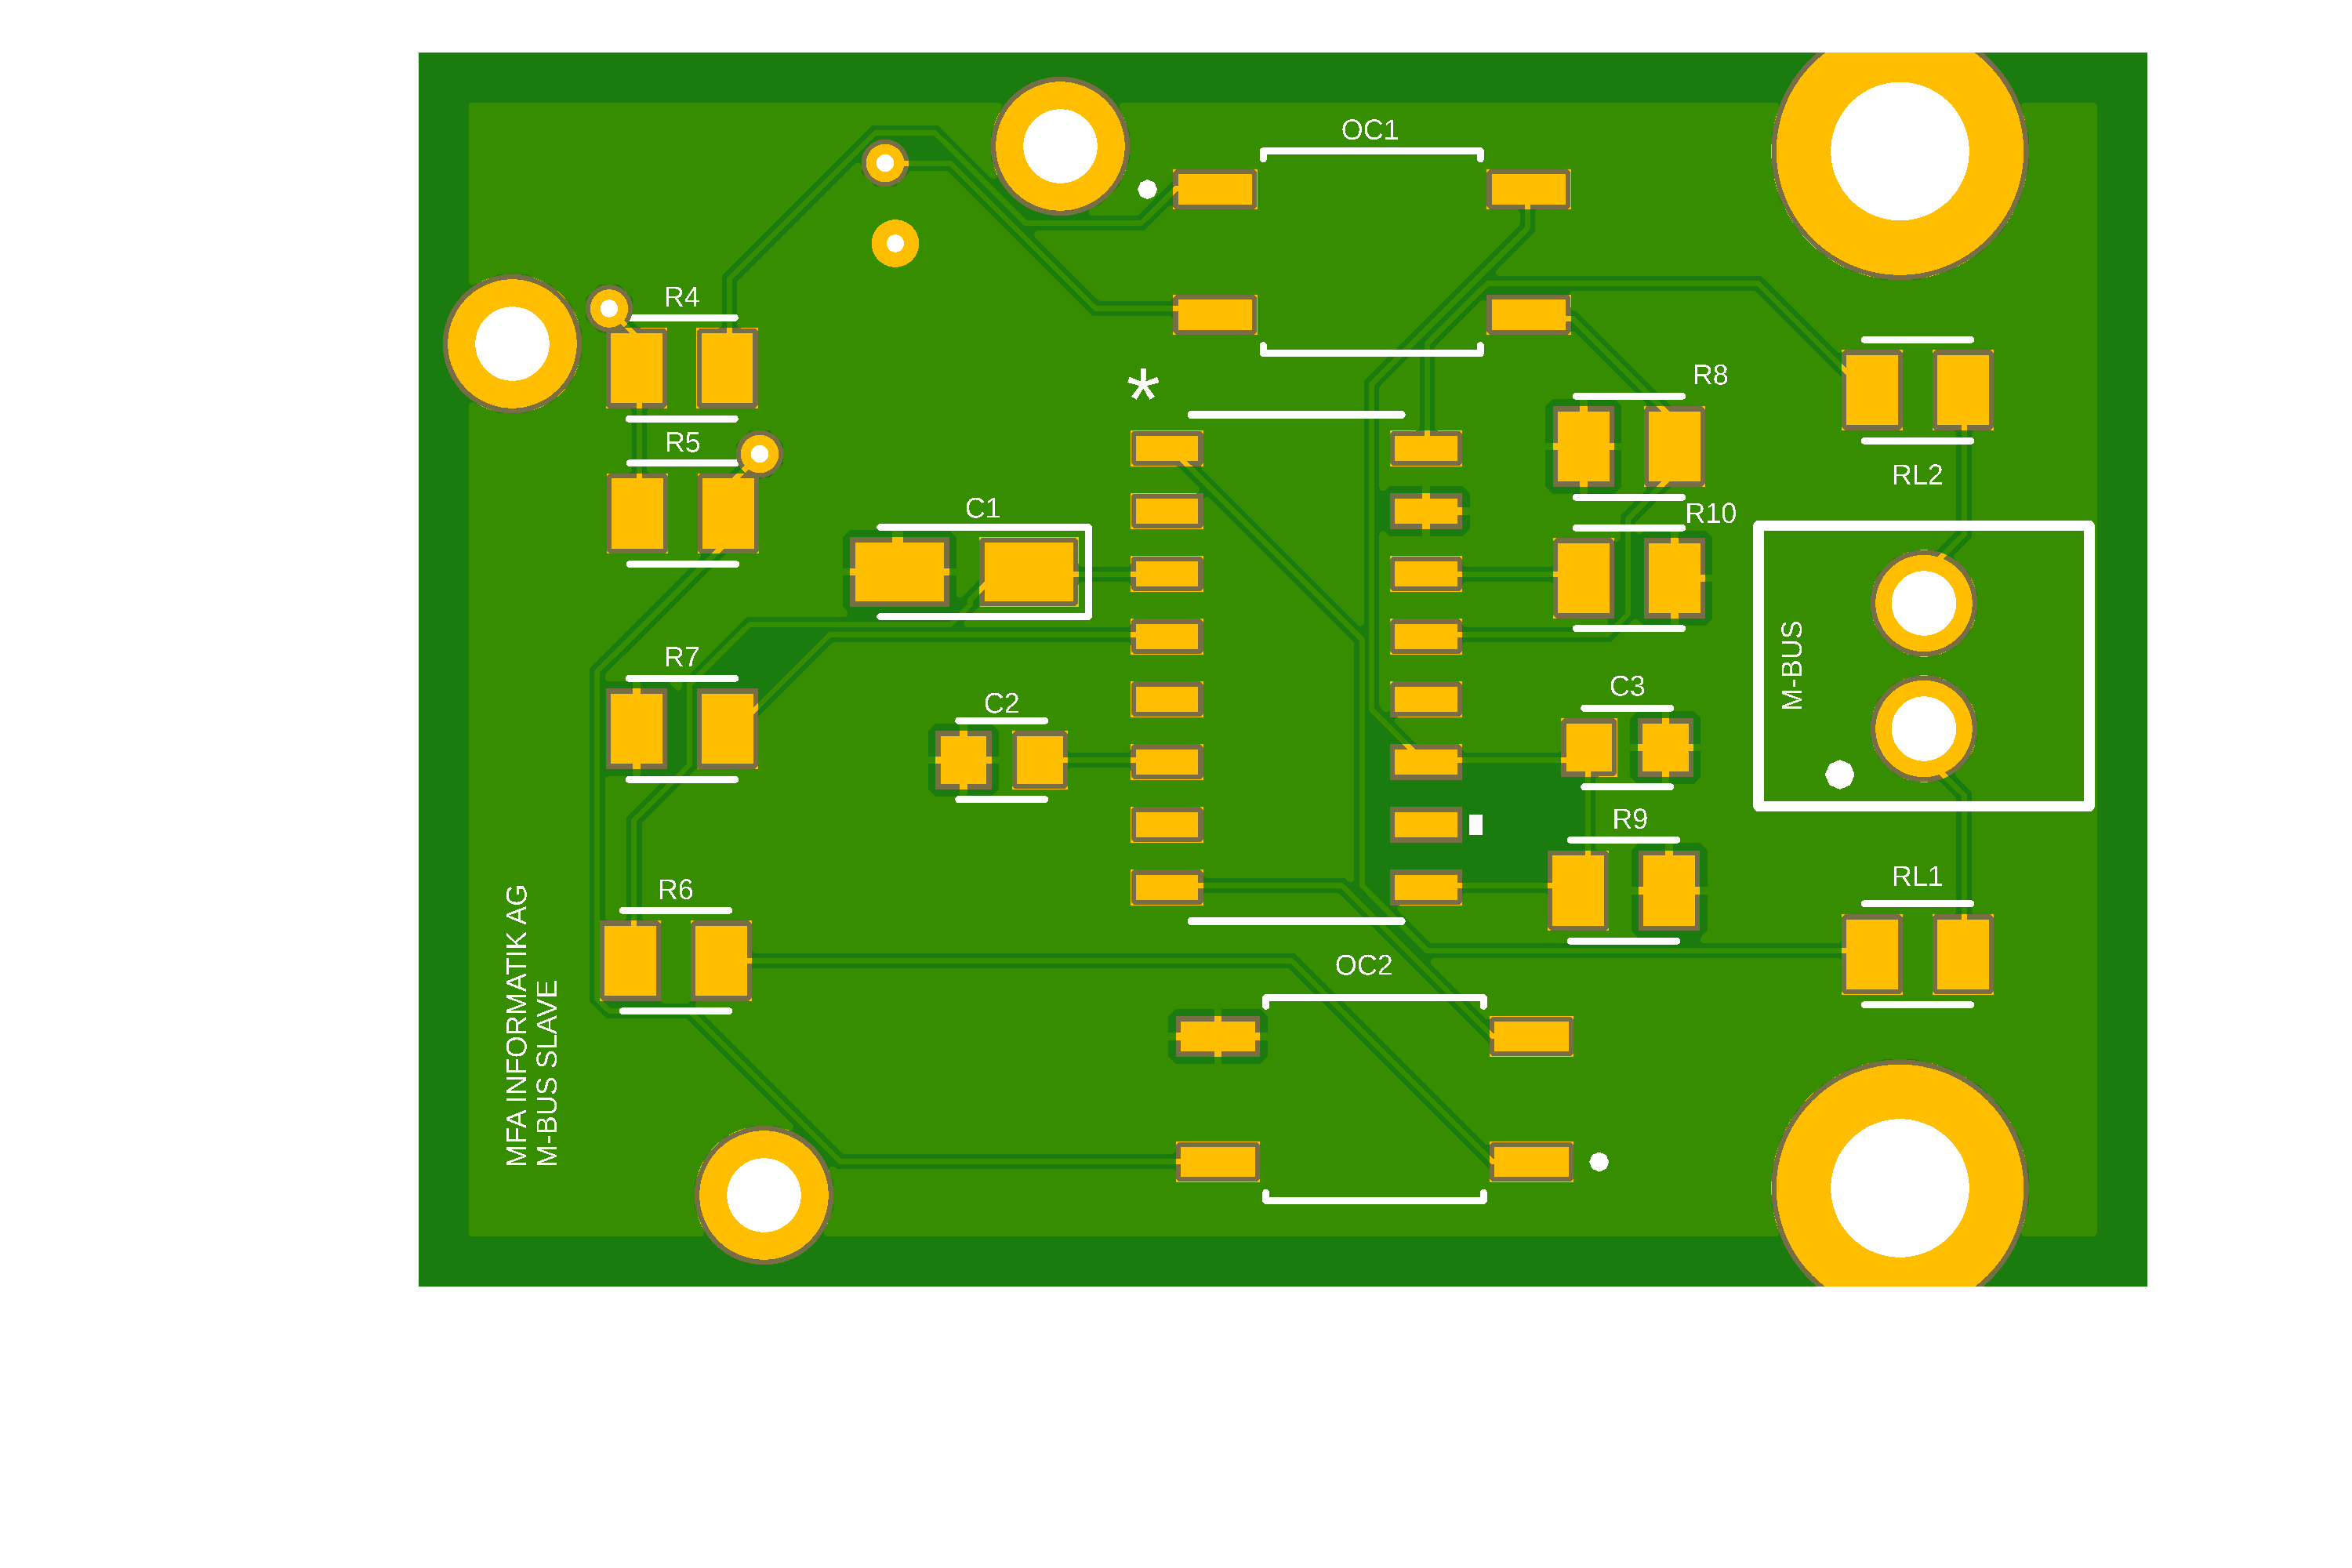 OC1
R4
R8
R5
RL2
*
C1
R10
M-BUS
R7
C3
C2
R9
RL1
R6
MFA INFORMATIK AG
M-BUS SLAVE
OC2